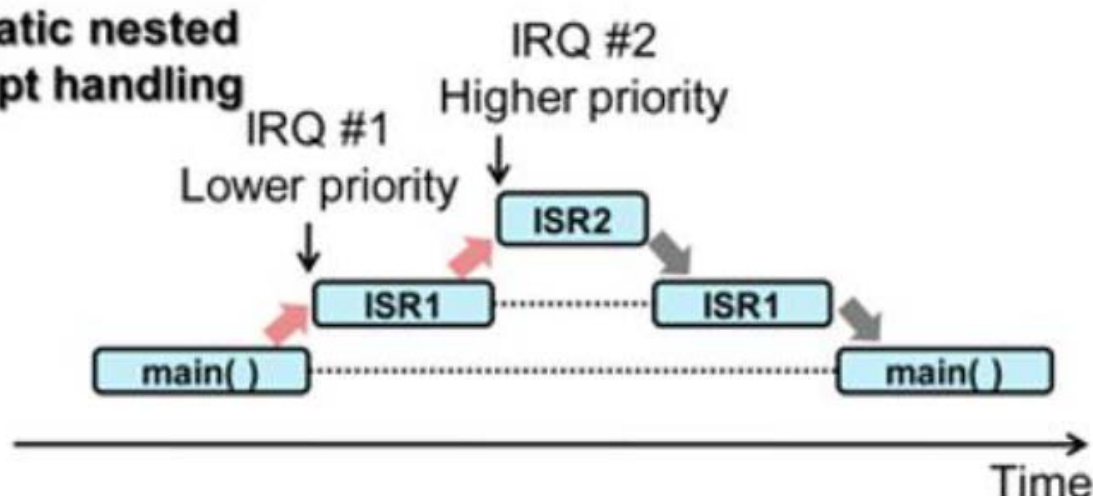 atic nested
pt handling
IRQ #1
Lower priority
IRQ #2
Higher priority
ISR2
ISR1
ISR1
main( )
main( )
Time